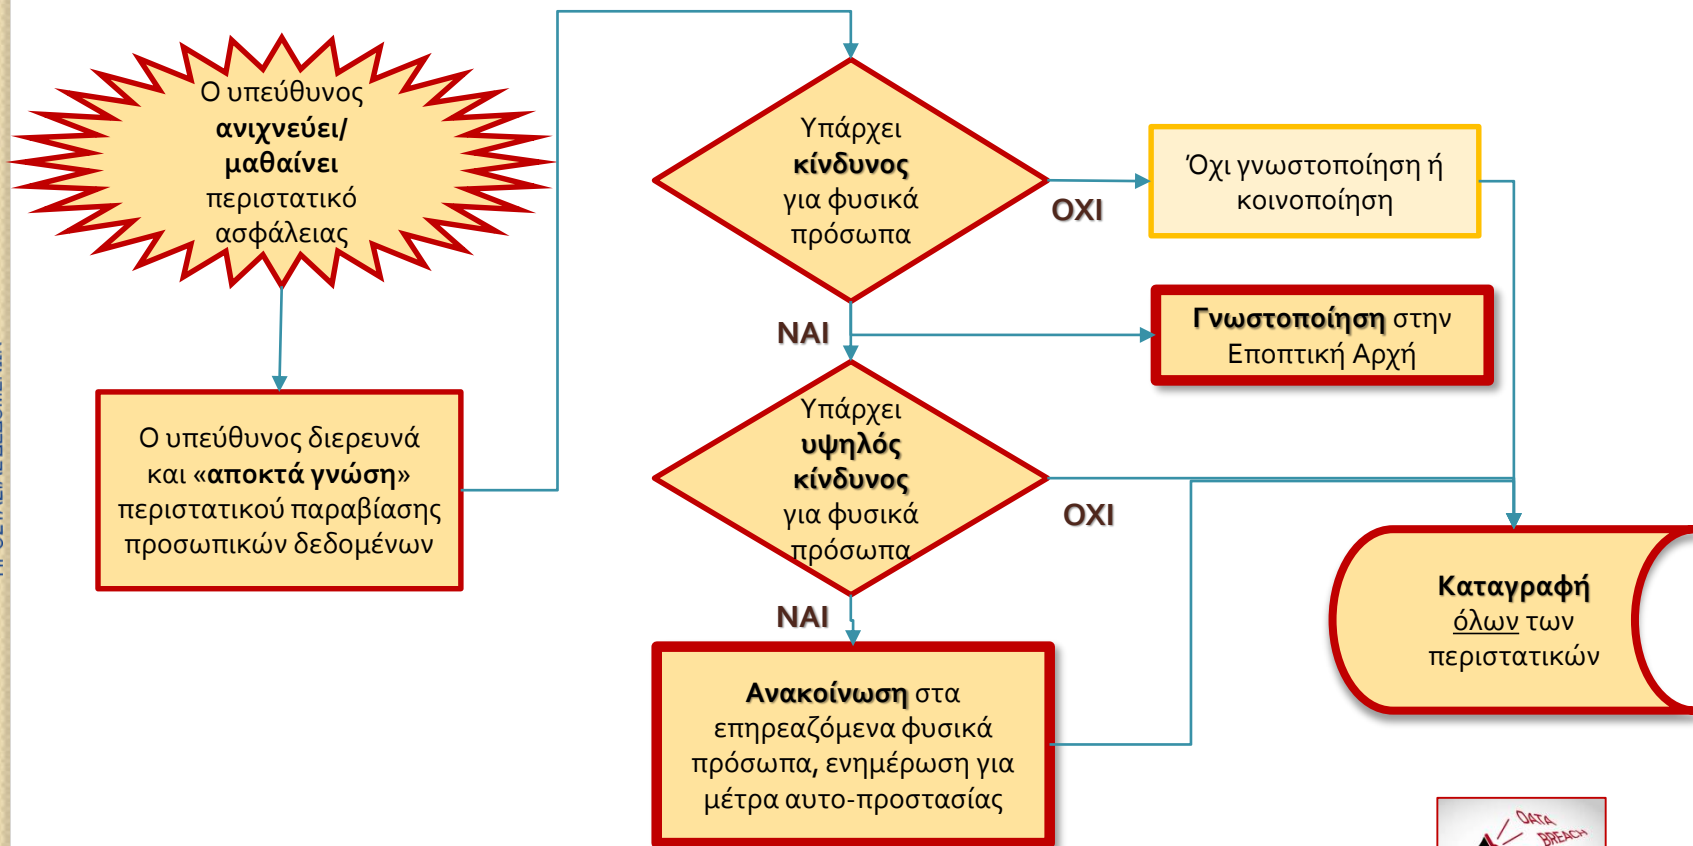 Ο υπεύθυνος
ανιχνεύει/
μαθαίνει
περιστατικό
ασφάλειας
Ο υπεύθυνος διερευνά
και «αποκτά γνώση»
περιστατικού παραβίασης
προσωπικών δεδομένων
Υπάρχει
κίνδυνος
για φυσικά
πρόσωπα
ΟΧΙ
Όχι γνωστοποίηση ή
κοινοποίηση
ΝΑΙ
Γνωστοποίηση στην
Εποπτική Αρχή
Υπάρχει
υψηλός
κίνδυνος
για φυσικά
πρόσωπα
ΟΧΙ
ΝΑΙ
Ανακοίνωση στα
επηρεαζόμενα φυσικά
πρόσωπα, ενημέρωση για
μέτρα αυτο-προστασίας
Καταγραφή
όλων των
περιστατικών
DATA
BREACH